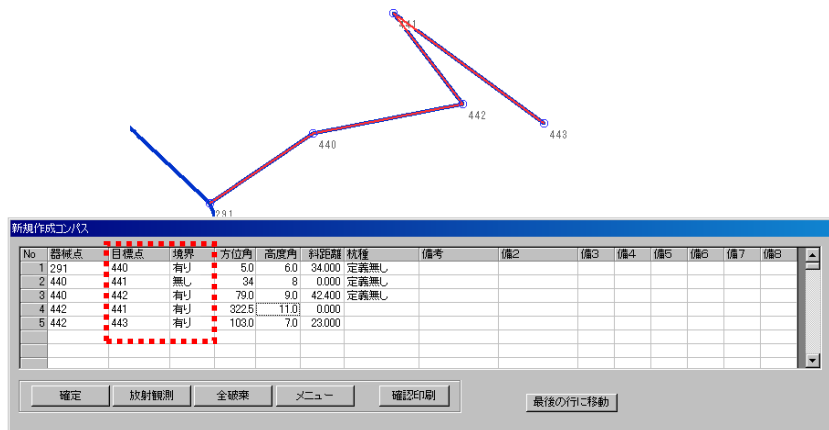 441
442
443
440
291
新規作成コンパス
No 器械点 目標点 境界 方位角 高度角 斜距離 杭種 備考 備2 備3 備4 備5 備6 備7 備8
1 291 440 有り 5.0 6.0 34.000 定義無し
2 440 441 無し 34 8 0.000 定義無し
3 440 442 有り 79.0 9.0 42.400 定義無し
4 442 441 有り 322.5 11.0 0.000
5 442 443 有り 103.0 7.0 23.000
確定 放射観測 全破棄 メニュー 確認印刷 最後の行に移動